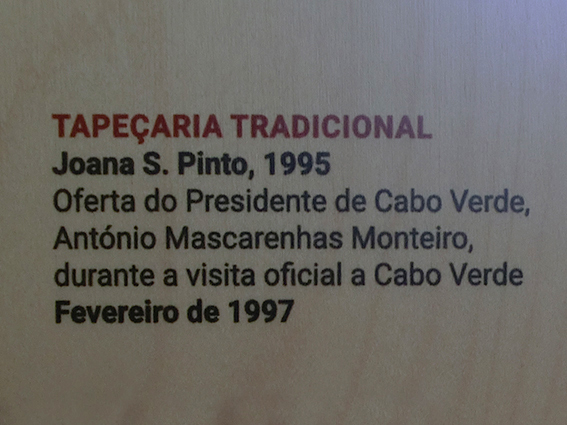 TAPEÇARIA TRADICIONAL
Joana S. Pinto, 1995
Oferta do Presidente de Cabo Verde,
António Mascarenhas Monteiro,
durante a visita oficial a Cabo Verde
Fevereiro de 1997